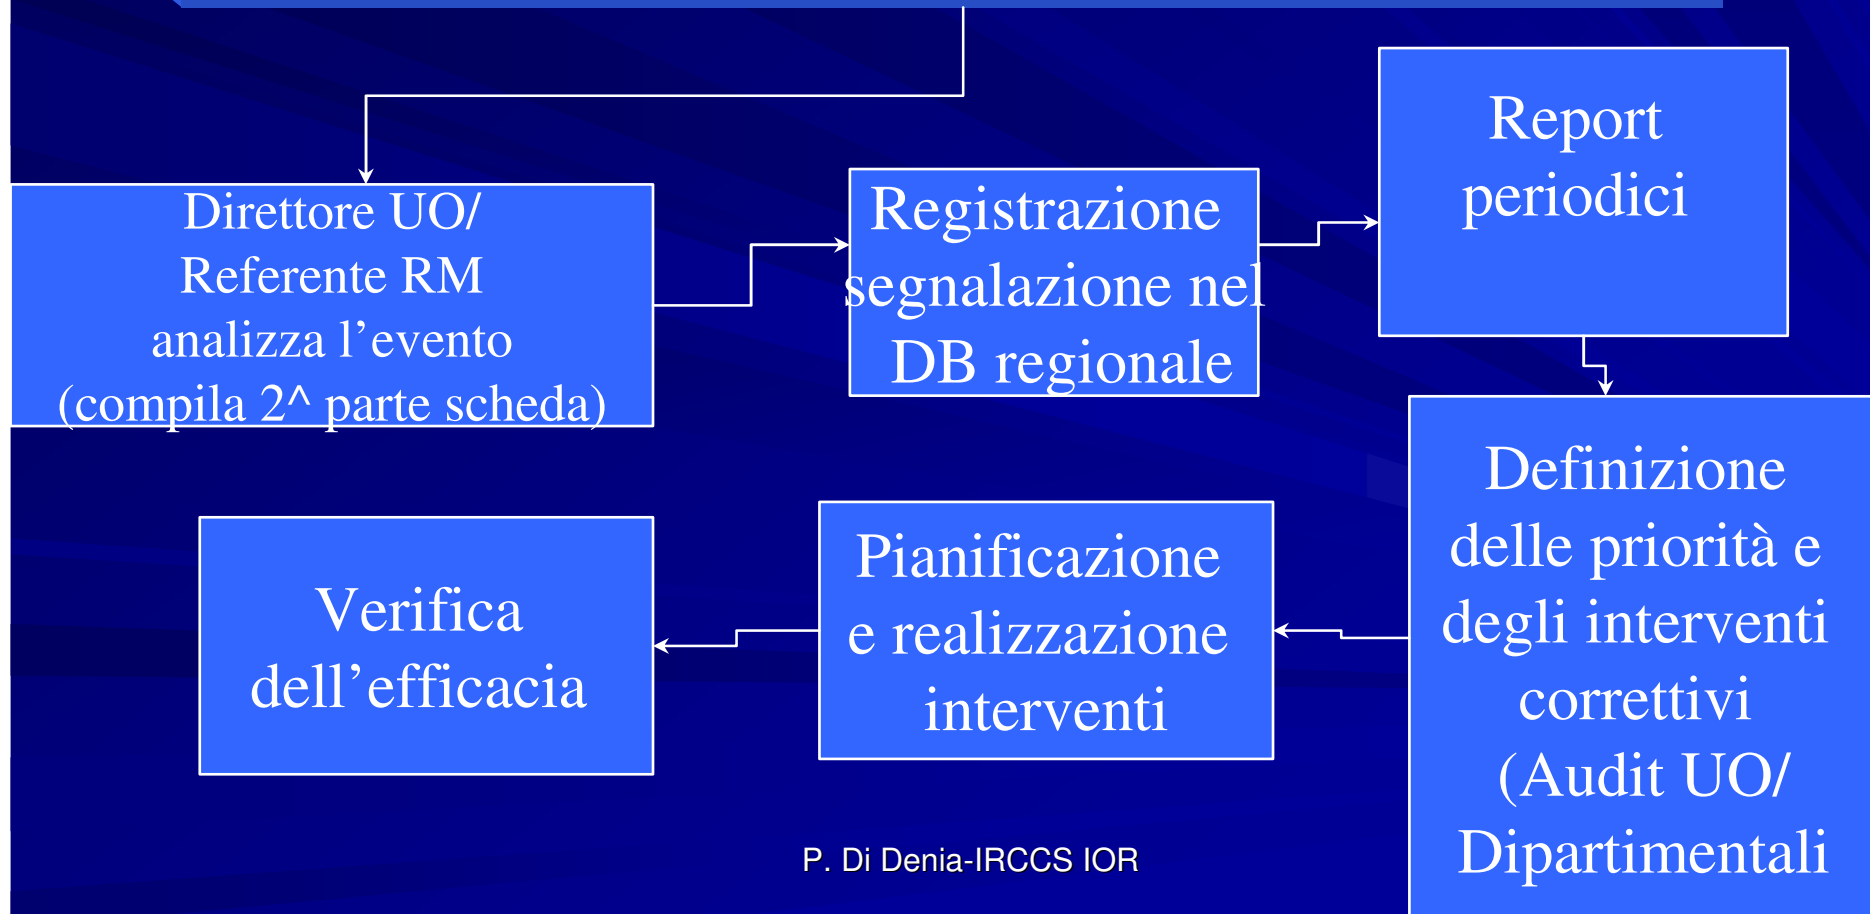 Direttore UO/
Referente RM
analizza l’evento
(compila 2^ parte scheda)
Registrazione
segnalazione nel
DB regionale
Report
periodici
Definizione
delle priorità e
degli interventi
correttivi
(Audit UO/
Dipartimentali
Pianificazione
e realizzazione
interventi
Verifica
dell’efficacia
P. Di Denia-IRCCS IOR